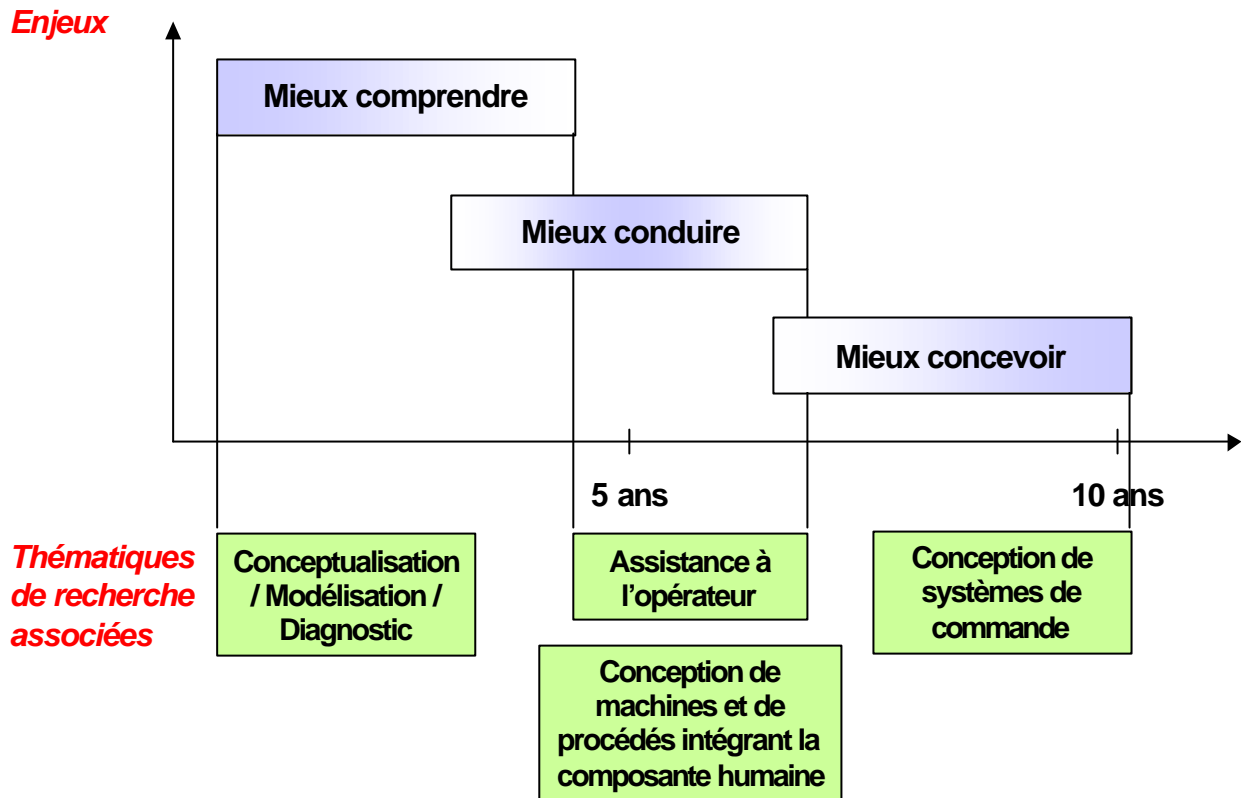 Enjeux
Mieux comprendre
Mieux conduire
Mieux concevoir
5 ans
10 ans
Thématiques
de recherche
associées
Conceptualisation
/ Modélisation /
Diagnostic
Assistance à
l’opérateur
Conception de
systèmes de
commande
Conception de
machines et de
procédés intégrant la
composante humaine